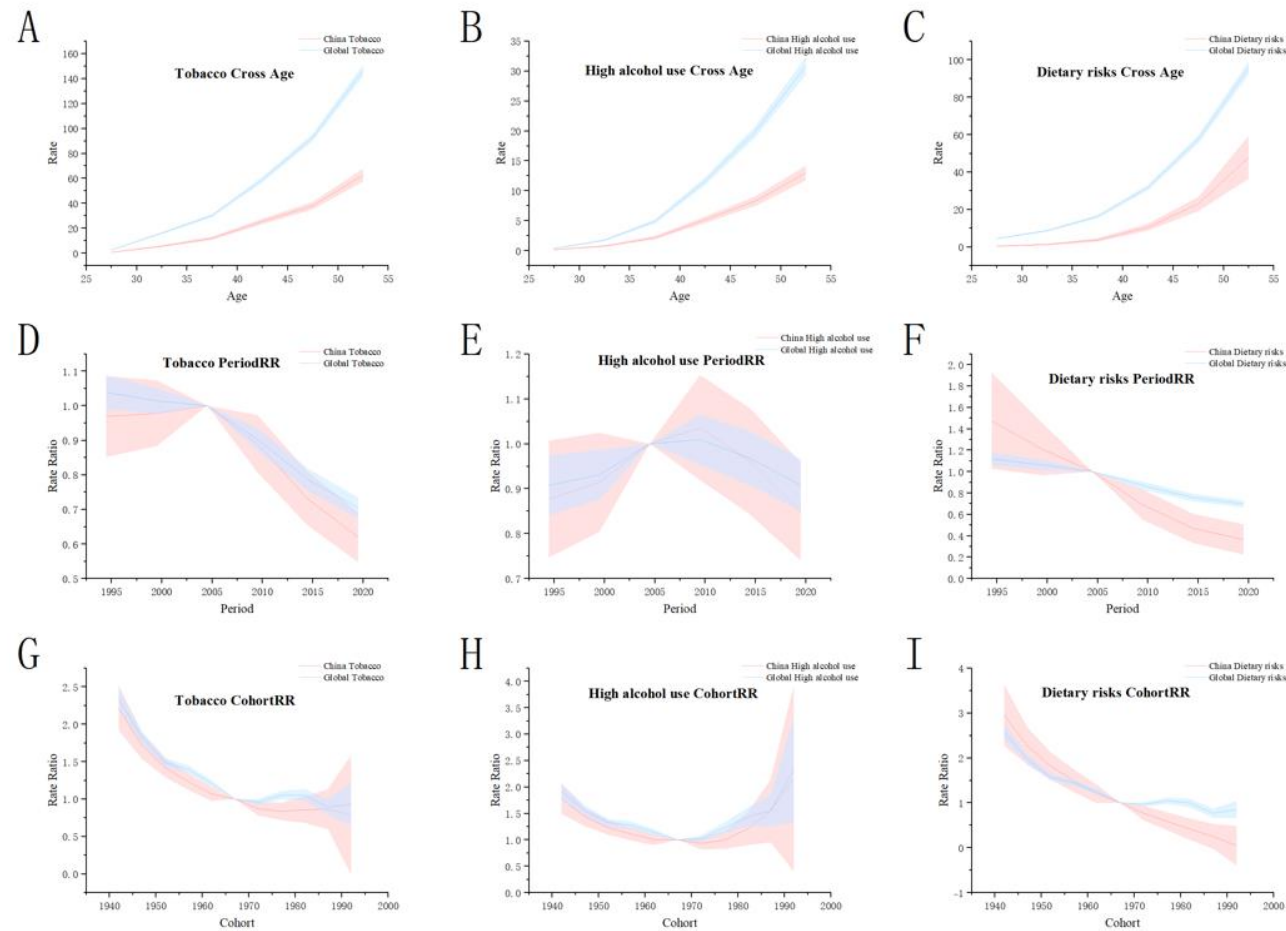 A
China Tobacco
Global Tobacco
Tobacco Cross Age
Rate
160
140
120
100
80
60
40
20
0
25 30 35 40 45 50 55
Age
B
China High alcohol use
Global High alcohol use
High alcohol use Cross Age
Rate
35
30
25
20
15
10
5
0
25 30 35 40 45 50 55
Age
C
China Dietary risks
Global Dietary risks
Dietary risks Cross Age
Rate
100
80
60
40
20
0
25 30 35 40 45 50 55
Age
D
China Tobacco
Global Tobacco
Tobacco PeriodRR
Rate Ratio
1.1
1.0
0.9
0.8
0.7
0.6
0.5
1995 2000 2005 2010 2015 2020
Period
E
China High alcohol use
Global High alcohol use
High alcohol use PeriodRR
Rate Ratio
1.2
1.1
1.0
0.9
0.8
0.7
1995 2000 2005 2010 2015 2020
Period
F
China Dietary risks
Global Dietary risks
Dietary risks PeriodRR
Rate Ratio
2.0
1.8
1.6
1.4
1.2
1.0
0.8
0.6
0.4
0.2
0.0
1995 2000 2005 2010 2015 2020
Period
G
China Tobacco
Global Tobacco
Tobacco CohortRR
Rate Ratio
2.5
2.0
1.5
1.0
0.5
0.0
1940 1950 1960 1970 1980 1990 2000
Cohort
H
China High alcohol use
Global High alcohol use
High alcohol use CohortRR
Rate Ratio
4.0
3.5
3.0
2.5
2.0
1.5
1.0
0.5
0.0
1940 1950 1960 1970 1980 1990 2000
Cohort
I
China Dietary risks
Global Dietary risks
Dietary risks CohortRR
Rate Ratio
4
3
2
1
0
-1
1940 1950 1960 1970 1980 1990 2000
Cohort